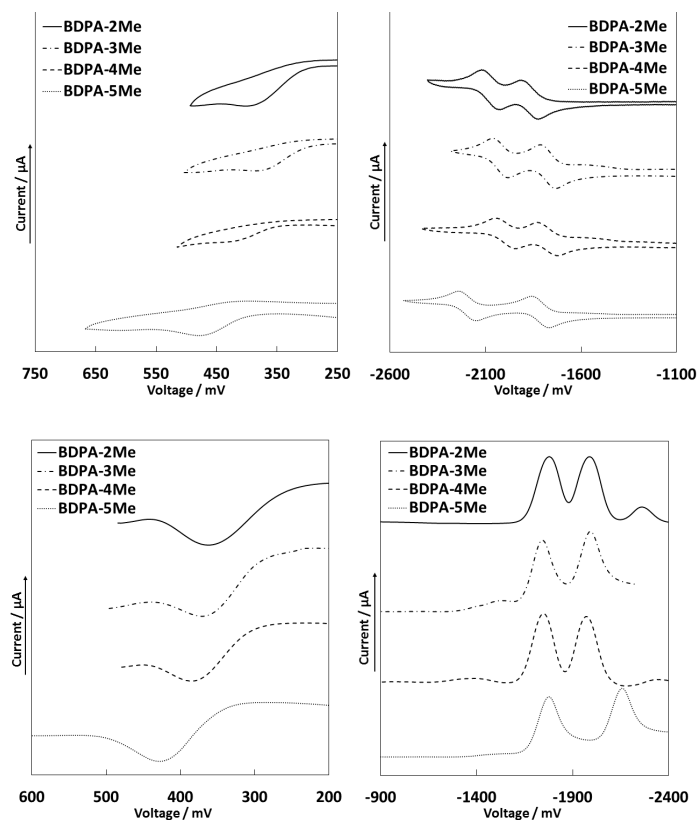 BDPA-2Me
BDPA-3Me
BDPA-4Me
BDPA-5Me
Current / µA
750 650 550 450 350 250
Voltage / mV
BDPA-2Me
BDPA-3Me
BDPA-4Me
BDPA-5Me
Current / µA
-2600 -2100 -1600 -1100
Voltage / mV
BDPA-2Me
BDPA-3Me
BDPA-4Me
BDPA-5Me
Current / µA
600 500 400 300 200
Voltage / mV
BDPA-2Me
BDPA-3Me
BDPA-4Me
BDPA-5Me
Current / µA
-900 -1400 -1900 -2400
Voltage / mV